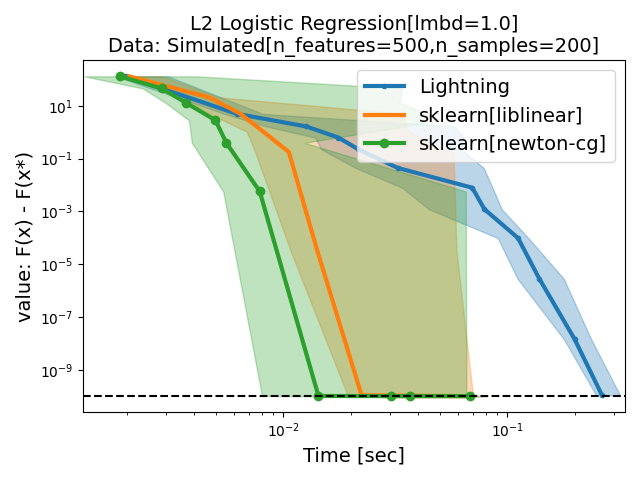 L2 Logistic Regression[lmbd=1.0]
Data: Simulated[n_features=500,n_samples=200]
value: F(x) - F(x*)
10¹
10⁻¹
10⁻³
10⁻⁵
10⁻⁷
10⁻⁹
Lightning
sklearn[liblinear]
sklearn[newton-cg]
10⁻²
10⁻¹
Time [sec]